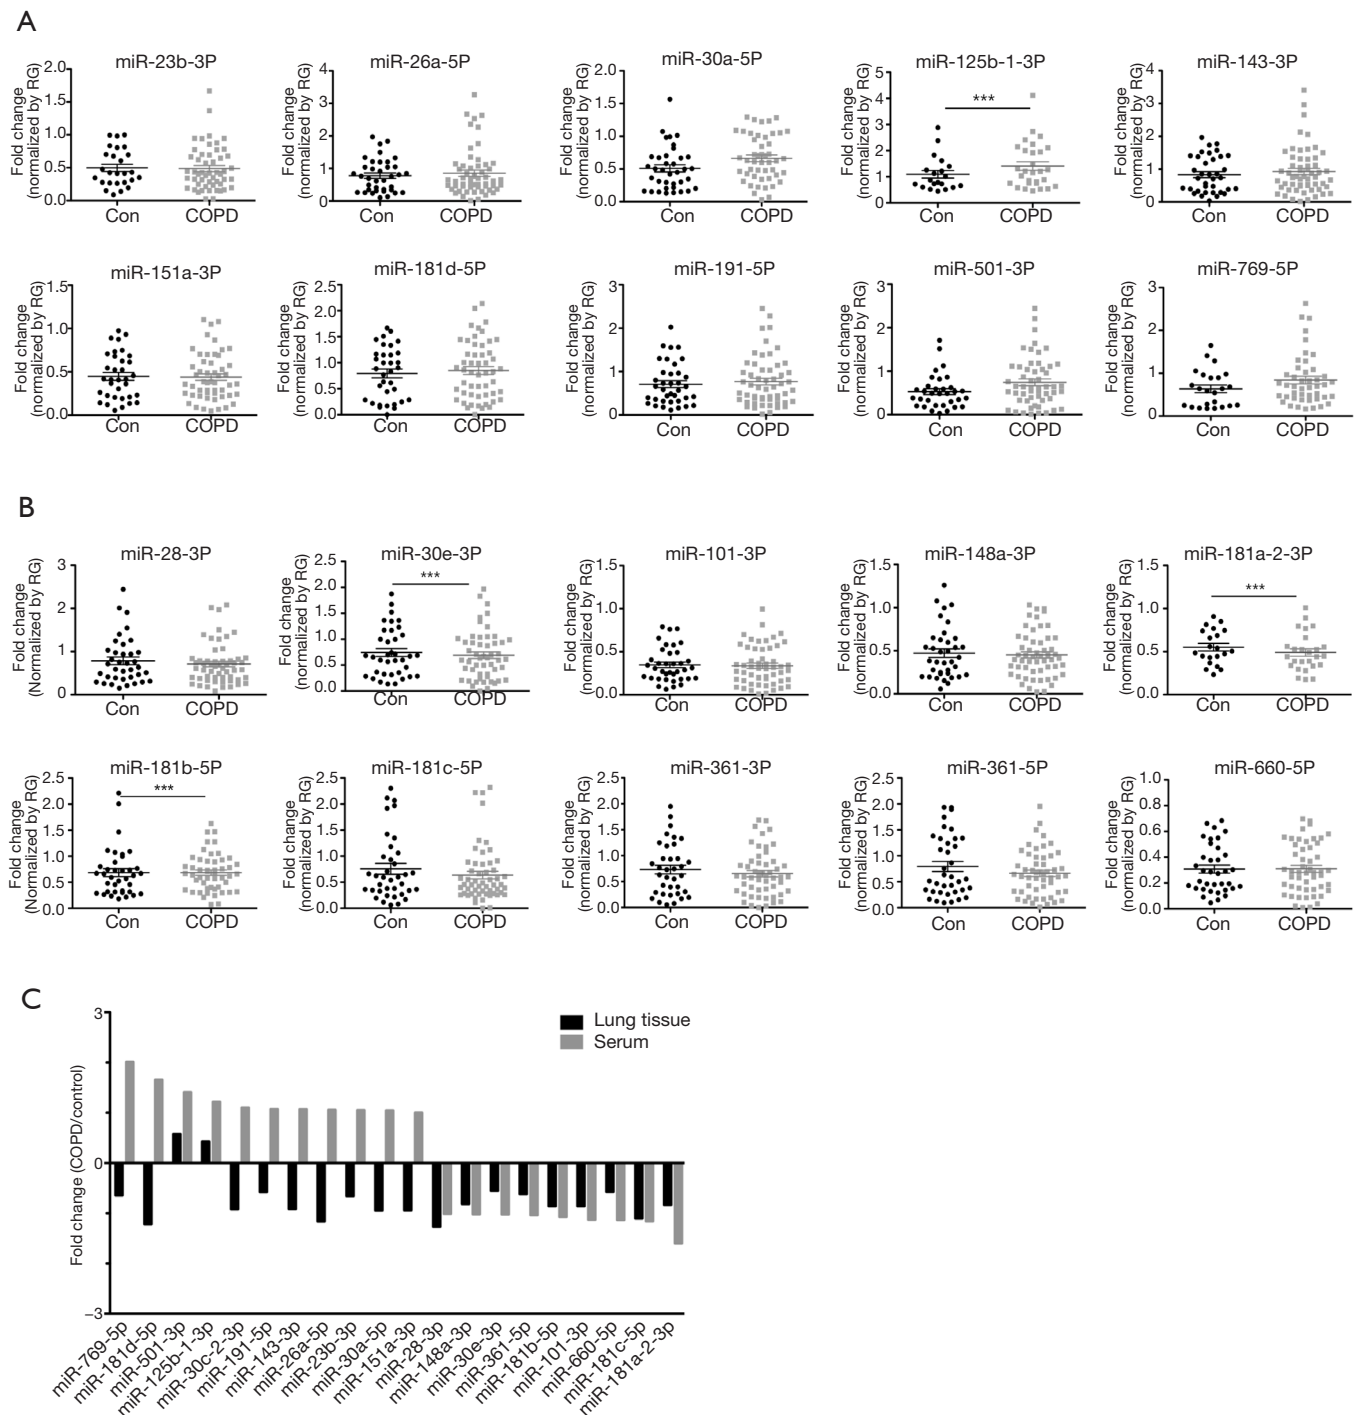 A
miR-23b-3P
Fold change
(normalized by RG)
2.0
1.5
1.0
0.5
0.0
Con COPD
miR-26a-5P
Fold change
(normalized by RG)
4
3
2
1
0
Con COPD
miR-30a-5P
Fold change
(normalized by RG)
2.0
1.5
1.0
0.5
0.0
Con COPD
miR-125b-1-3P
Fold change
(normalized by RG)
5
4
3
2
1
0
***
Con COPD
miR-143-3P
Fold change
(normalized by RG)
4
3
2
1
0
Con COPD
miR-151a-3P
Fold change
(normalized by RG)
1.5
1.0
0.5
0.0
Con COPD
miR-181d-5P
Fold change
(normalized by RG)
2.5
2.0
1.5
1.0
0.5
0.0
Con COPD
miR-191-5P
Fold change
(normalized by RG)
3
2
1
0
Con COPD
miR-501-3P
Fold change
(normalized by RG)
3
2
1
0
Con COPD
miR-769-5P
Fold change
(normalized by RG)
3
2
1
0
Con COPD
B
miR-28-3P
Fold change
(Normalized by RG)
3
2
1
0
Con COPD
miR-30e-3P
Fold change
(normalized by RG)
2.5
2.0
1.5
1.0
0.5
0.0
***
Con COPD
miR-101-3P
Fold change
(normalized by RG)
1.5
1.0
0.5
0.0
Con COPD
miR-148a-3P
Fold change
(normalized by RG)
1.5
1.0
0.5
0.0
Con COPD
miR-181a-2-3P
Fold change
(normalized by RG)
1.5
1.0
0.5
0.0
***
Con COPD
miR-181b-5P
Fold change
(Normalized by RG)
2.5
2.0
1.5
1.0
0.5
0.0
***
Con COPD
miR-181c-5P
Fold change
(normalized by RG)
2.5
2.0
1.5
1.0
0.5
0.0
Con COPD
miR-361-3P
Fold change
(normalized by RG)
2.5
2.0
1.5
1.0
0.5
0.0
Con COPD
miR-361-5P
Fold change
(normalized by RG)
2.5
2.0
1.5
1.0
0.5
0.0
Con COPD
miR-660-5P
Fold change
(normalized by RG)
1.0
0.8
0.6
0.4
0.2
0.0
Con COPD
C
Fold change (COPD/control)
3
0
−3
Lung tissue
Serum
miR-769-5p
miR-181d-5p
miR-501-3p
miR-125b-1-3p
miR-30c-2-3p
miR-191-5p
miR-143-3p
miR-26a-5p
miR-23b-3p
miR-30a-5p
miR-151a-3p
miR-28-3p
miR-148a-3p
miR-30e-3p
miR-361-5p
miR-181b-5p
miR-101-3p
miR-660-5p
miR-181c-5p
miR-181a-2-3p